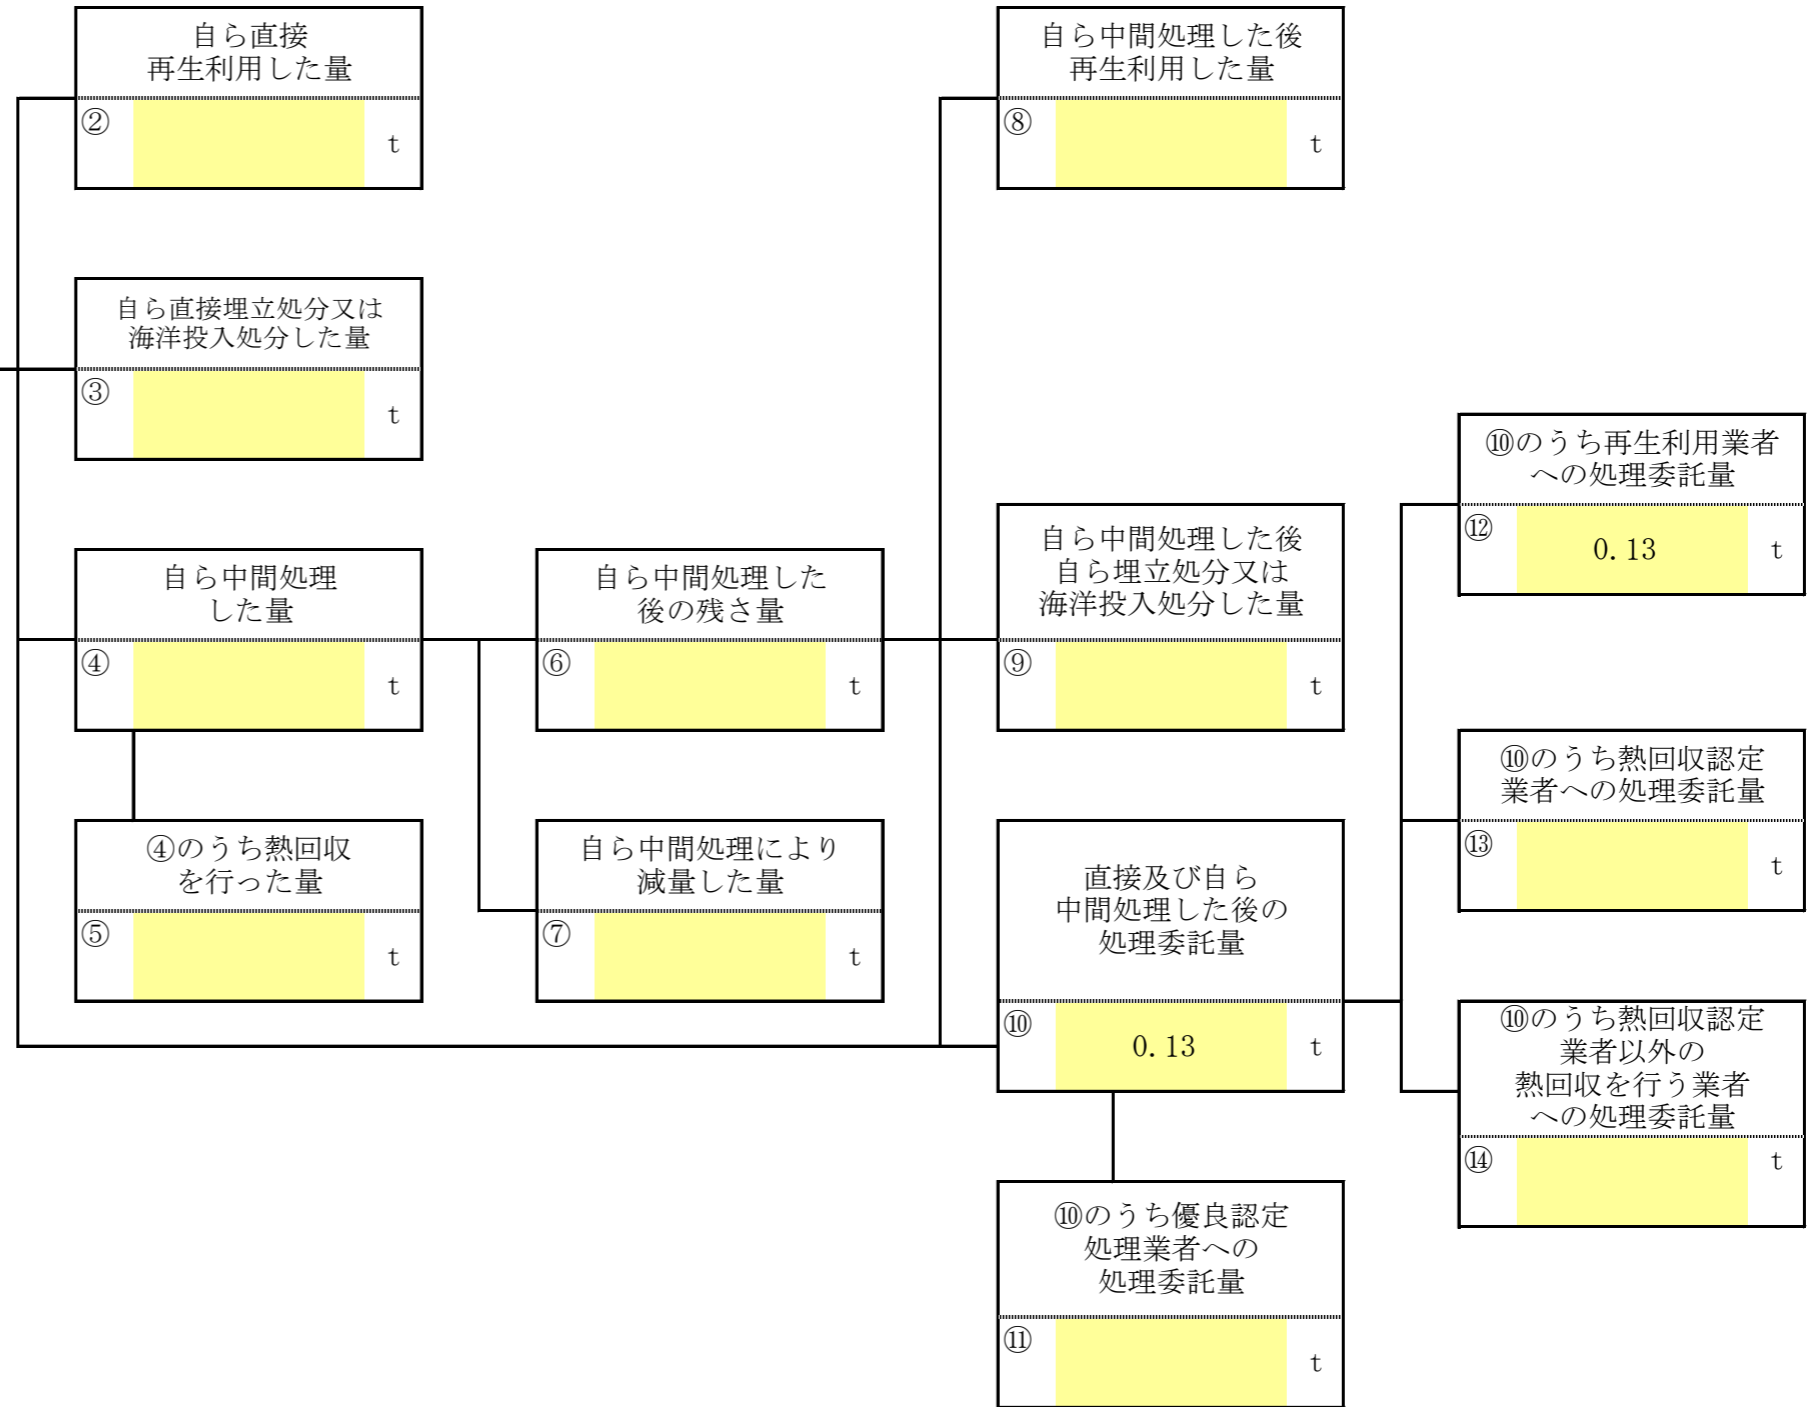 自ら直接
再生利用した量
②
t
自ら中間処理した後
再生利用した量
⑧
t
自ら直接埋立処分又は
海洋投入処分した量
③
t
⑩のうち再生利用業者
への処理委託量
⑫ 0.13 t
自ら中間処理
した量
④
t
自ら中間処理した
後の残さ量
⑥
t
自ら中間処理した後
自ら埋立処分又は
海洋投入処分した量
⑨
t
⑩のうち熱回収認定
業者への処理委託量
⑬
t
④のうち熱回収
を行った量
⑤
t
自ら中間処理により
減量した量
⑦
t
直接及び自ら
中間処理した後の
処理委託量
⑩ 0.13 t
⑩のうち熱回収認定
業者以外の
熱回収を行う業者
への処理委託量
⑭ t
⑩のうち優良認定
処理業者への
処理委託量
⑪
t